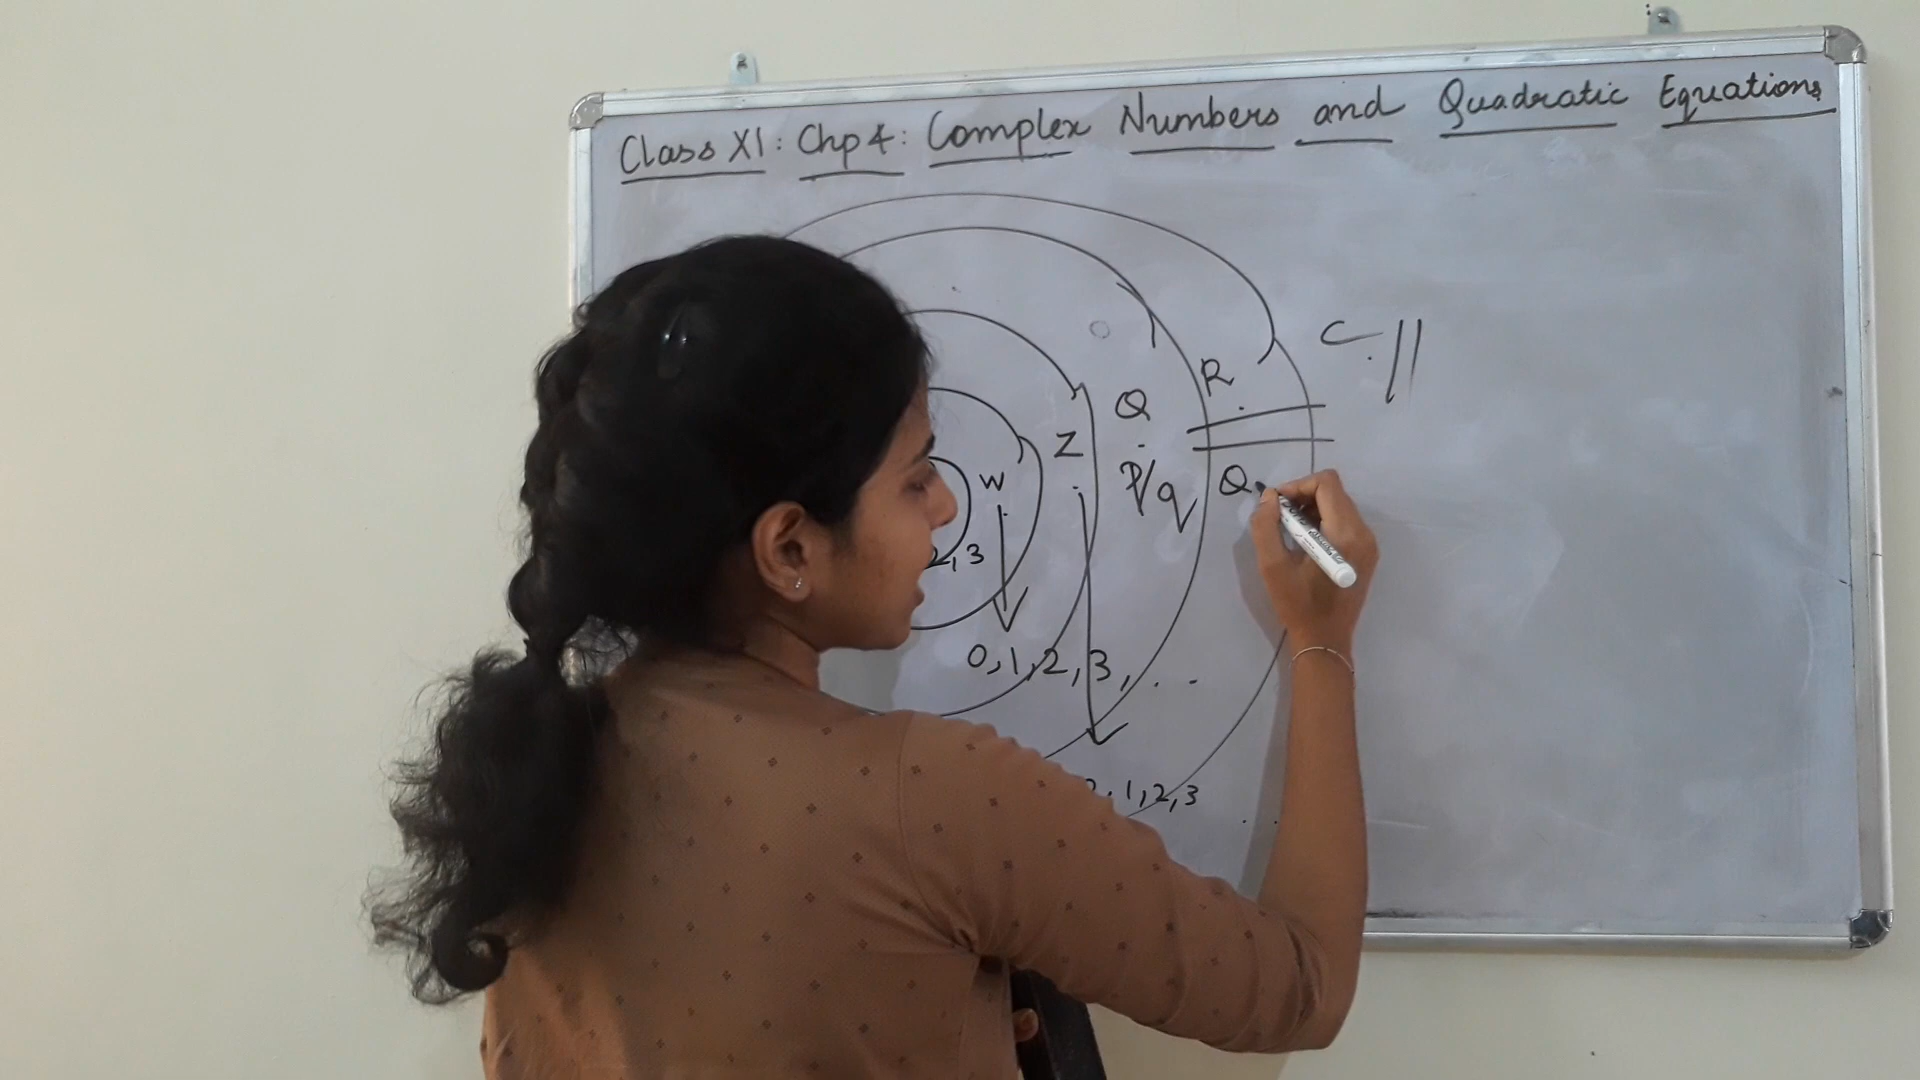 Class XI: Chp 4: Complex Numbers and Quadratic Equations
C
R
Q
Z
P/q
W
Q
2,3
0,1,2,3, . . .
,1,2,3